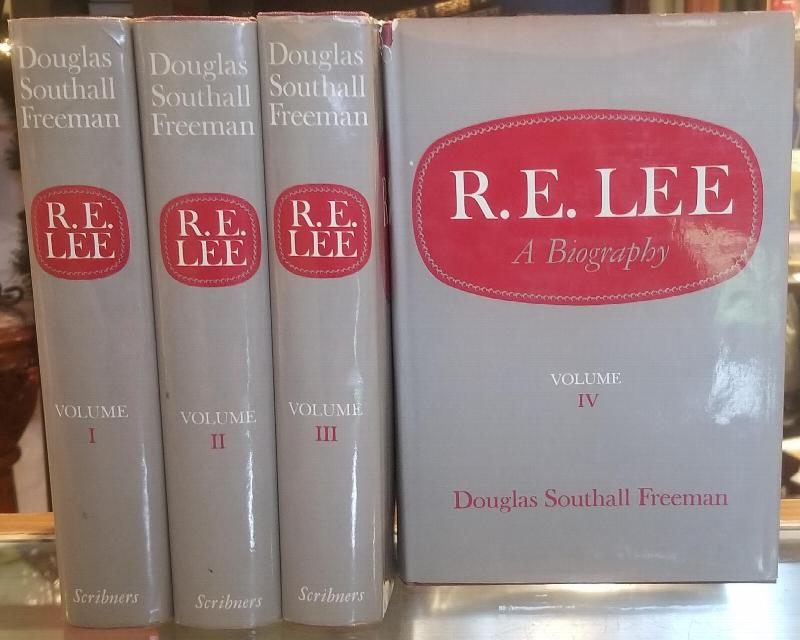 Douglas
Southall
Freeman
R. E.
LEE
VOLUME
I
Scribners
Douglas
Southall
Freeman
R. E.
LEE
VOLUME
II
Scribners
Douglas
Southall
Freeman
R. E.
LEE
VOLUME
III
Scribners
R. E. LEE
A Biography
VOLUME
IV
Douglas Southall Freeman